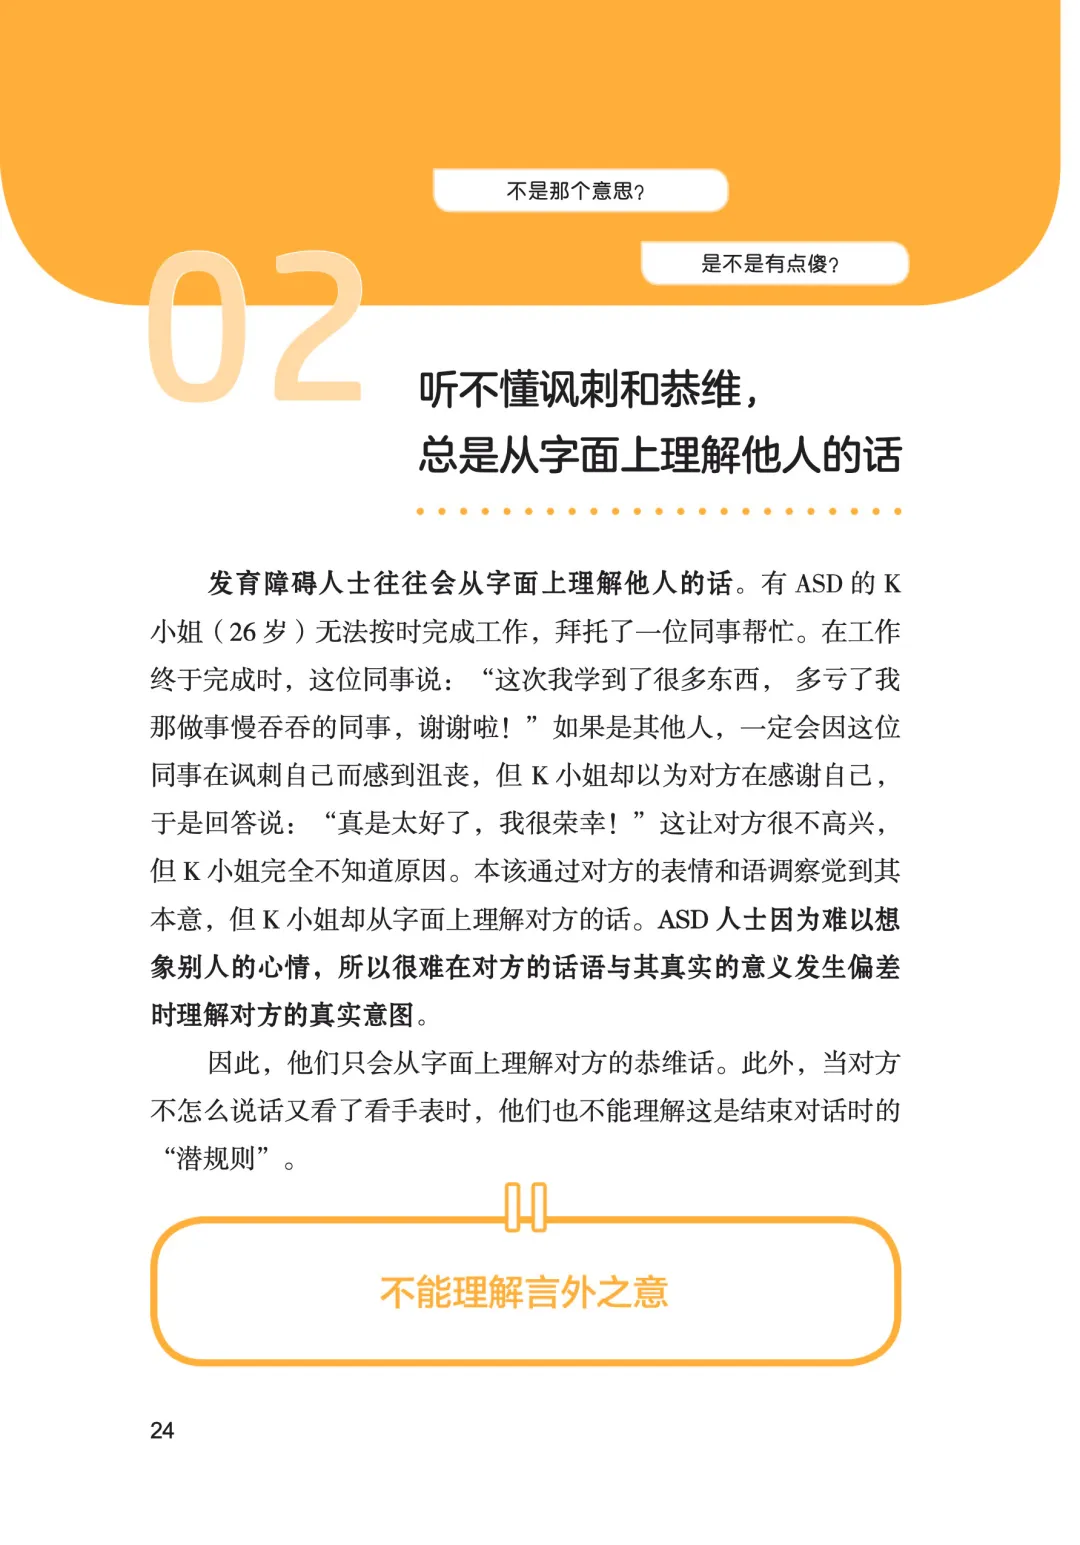 不是那个意思？
是不是有点傻？
02
听不懂讽刺和恭维，
总是从字面上理解他人的话
发育障碍人士往往会从字面上理解他人的话。有 ASD 的 K
小姐（26 岁）无法按时完成工作，拜托了一位同事帮忙。在工作
终于完成时，这位同事说：“这次我学到了很多东西， 多亏了我
那做事慢吞吞的同事，谢谢啦！”如果是其他人，一定会因这位
同事在讽刺自己而感到沮丧，但 K 小姐却以为对方在感谢自己，
于是回答说：“真是太好了，我很荣幸！”这让对方很不高兴，
但 K 小姐完全不知道原因。本该通过对方的表情和语调察觉到其
本意，但 K 小姐却从字面上理解对方的话。ASD 人士因为难以想
象别人的心情，所以很难在对方的话语与其真实的意义发生偏差
时理解对方的真实意图。
因此，他们只会从字面上理解对方的恭维话。此外，当对方
不怎么说话又看了看手表时，他们也不能理解这是结束对话时的
“潜规则”。
不能理解言外之意
24